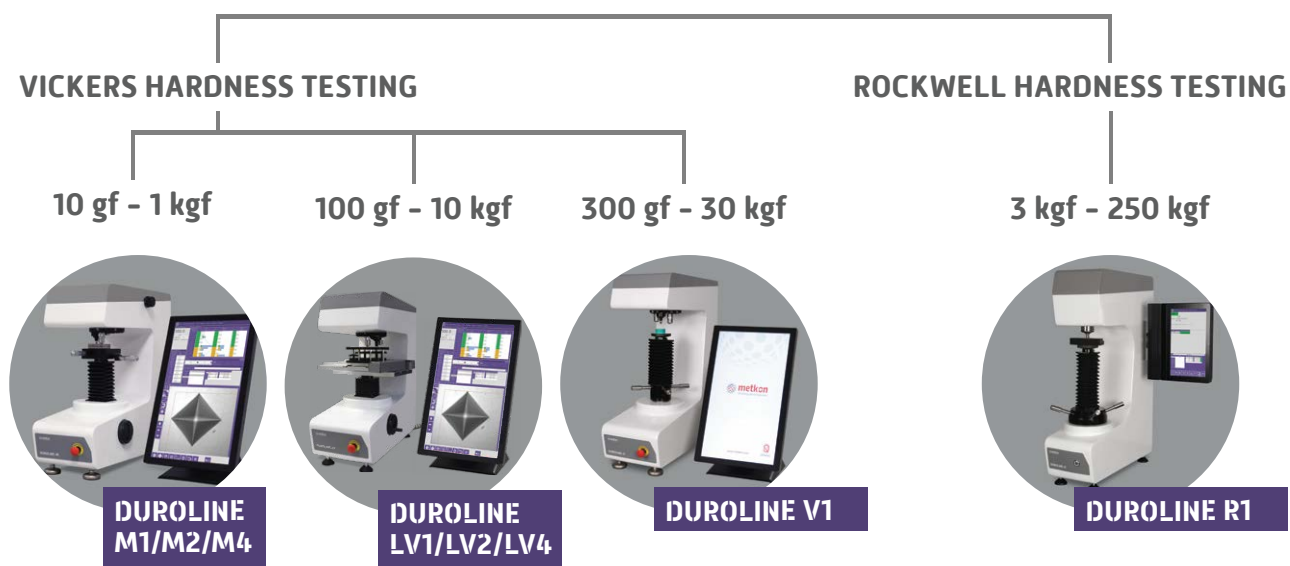 VICKERS HARDNESS TESTING
ROCKWELL HARDNESS TESTING
10 gf – 1 kgf
100 gf – 10 kgf
300 gf – 30 kgf
3 kgf – 250 kgf
metkon
DUROLINE
M1/M2/M4
DUROLINE
LV1/LV2/LV4
DUROLINE V1
DUROLINE R1